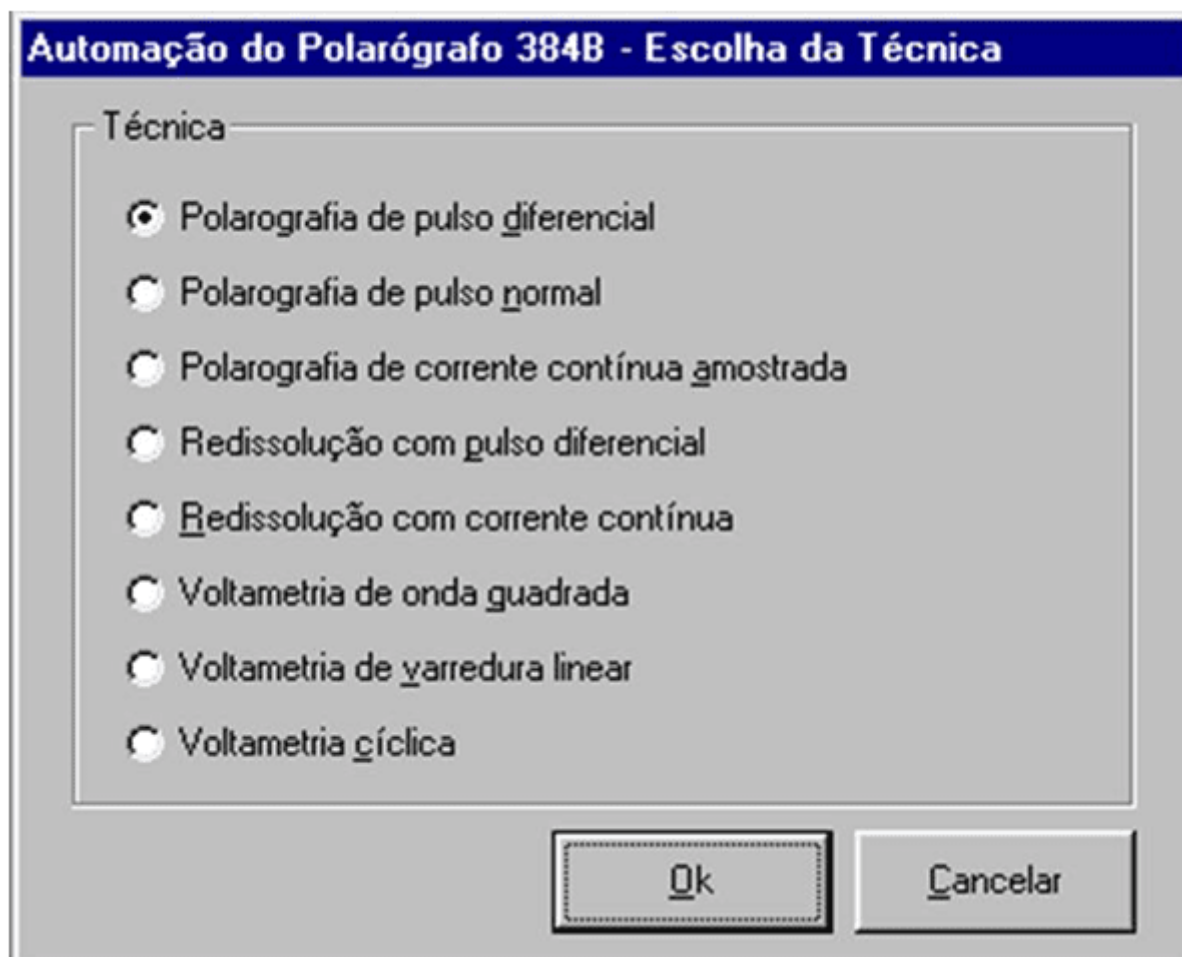 Automação do Polarógrafo 384B - Escolha da Técnica
Técnica
Polarografia de pulso diferencial
Polarografia de pulso normal
Polarografia de corrente contínua amostrada
Redissolução com pulso diferencial
Redissolução com corrente contínua
Voltametria de onda quadrada
Voltametria de varredura linear
Voltametria cíclica
Ok
Cancelar